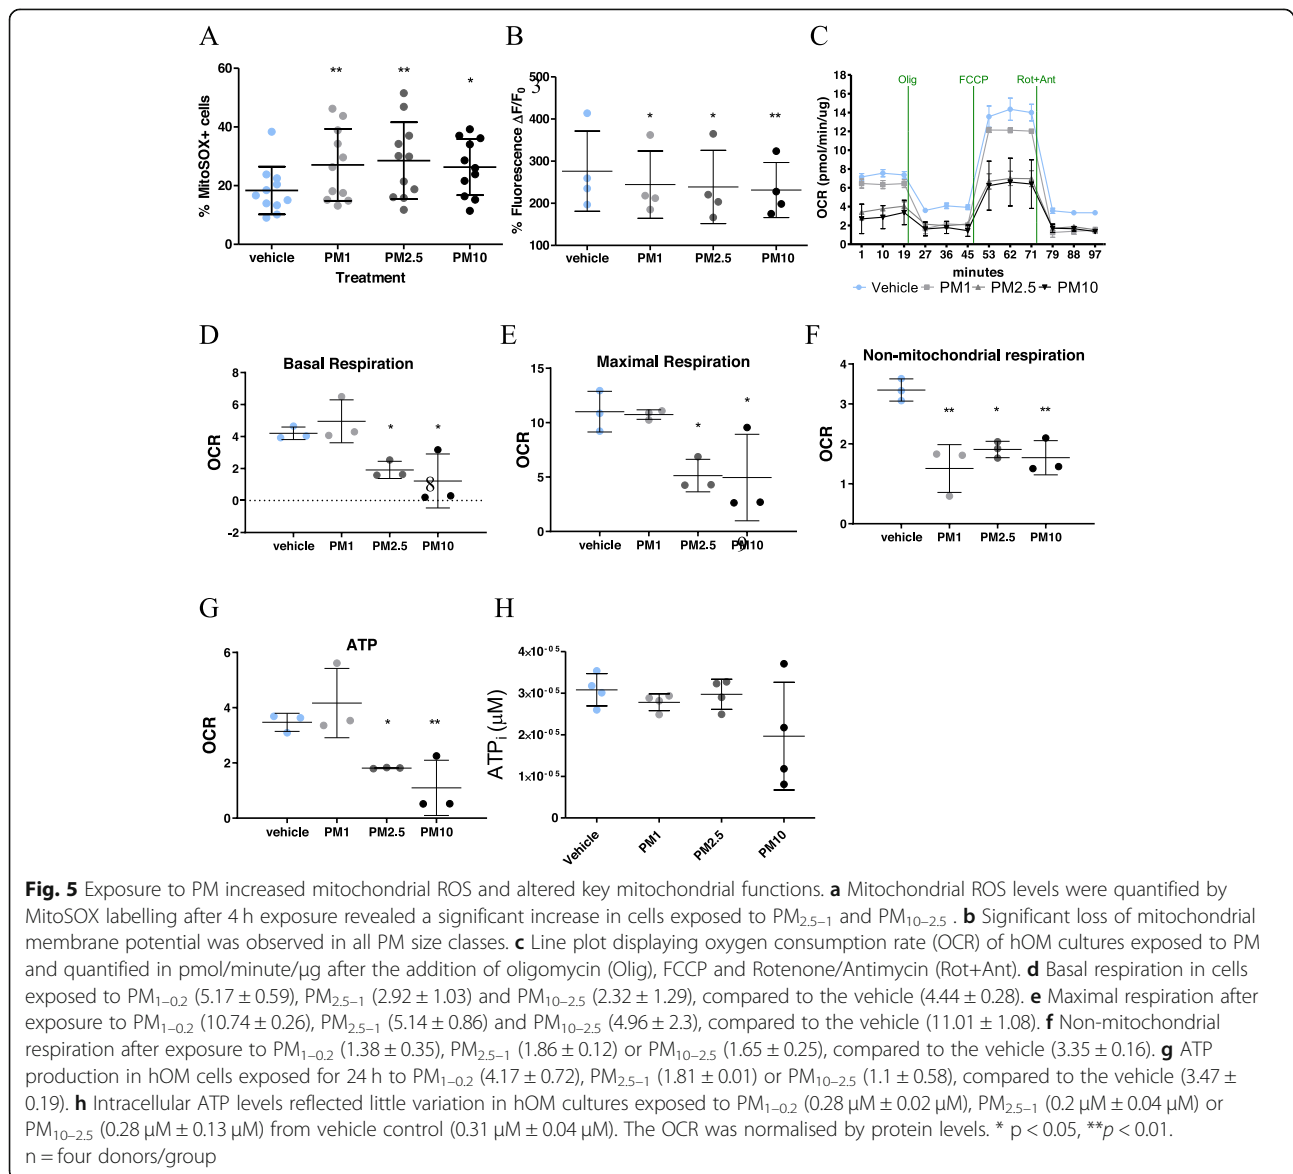 A
B
C
% MitoSOX+ cells
60
40
20
0
**
**
*
vehicle
PM1
PM2.5
PM10
Treatment
% Fluorescence ΔF/F0
500
300
200
100
*
*
**
vehicle
PM1
PM2.5
PM10
OCR (pmol/min/ug)
18
16
14
12
10
8
6
4
2
0
Olig
FCCP
Rot+Ant
1 10 19 27 36 45 53 62 71 79 88 97
minutes
Vehicle PM1 PM2.5 PM10
D
E
F
Basal Respiration
OCR
8
6
4
2
0
-2
*
*
vehicle
PM1
PM2.5
PM10
Maximal Respiration
OCR
15
10
5
0
*
*
vehicle
PM1
PM2.5
PM10
Non-mitochondrial respiration
OCR
4
3
2
1
0
**
*
**
vehicle
PM1
PM2.5
PM10
G
H
ATP
OCR
6
4
2
0
*
**
vehicle
PM1
PM2.5
PM10
ATPi (μM)
4×10-05
3×10-05
2×10-05
1×10-05
0
Vehicle
PM1
PM2.5
PM10
Fig. 5 Exposure to PM increased mitochondrial ROS and altered key mitochondrial functions. a Mitochondrial ROS levels were quantified by
MitoSOX labelling after 4 h exposure revealed a significant increase in cells exposed to PM2.5–1 and PM10–2.5 . b Significant loss of mitochondrial
membrane potential was observed in all PM size classes. c Line plot displaying oxygen consumption rate (OCR) of hOM cultures exposed to PM
and quantified in pmol/minute/μg after the addition of oligomycin (Olig), FCCP and Rotenone/Antimycin (Rot+Ant). d Basal respiration in cells
exposed to PM1–0.2 (5.17 ± 0.59), PM2.5–1 (2.92 ± 1.03) and PM10–2.5 (2.32 ± 1.29), compared to the vehicle (4.44 ± 0.28). e Maximal respiration after
exposure to PM1–0.2 (10.74 ± 0.26), PM2.5–1 (5.14 ± 0.86) and PM10–2.5 (4.96 ± 2.3), compared to the vehicle (11.01 ± 1.08). f Non-mitochondrial
respiration after exposure to PM1–0.2 (1.38 ± 0.35), PM2.5–1 (1.86 ± 0.12) or PM10–2.5 (1.65 ± 0.25), compared to the vehicle (3.35 ± 0.16). g ATP
production in hOM cells exposed for 24 h to PM1–0.2 (4.17 ± 0.72), PM2.5–1 (1.81 ± 0.01) or PM10–2.5 (1.1 ± 0.58), compared to the vehicle (3.47 ±
0.19). h Intracellular ATP levels reflected little variation in hOM cultures exposed to PM1–0.2 (0.28 μM ± 0.02 μM), PM2.5–1 (0.2 μM ± 0.04 μM) or
PM10–2.5 (0.28 μM ± 0.13 μM) from vehicle control (0.31 μM ± 0.04 μM). The OCR was normalised by protein levels. * p < 0.05, **p < 0.01.
n = four donors/group